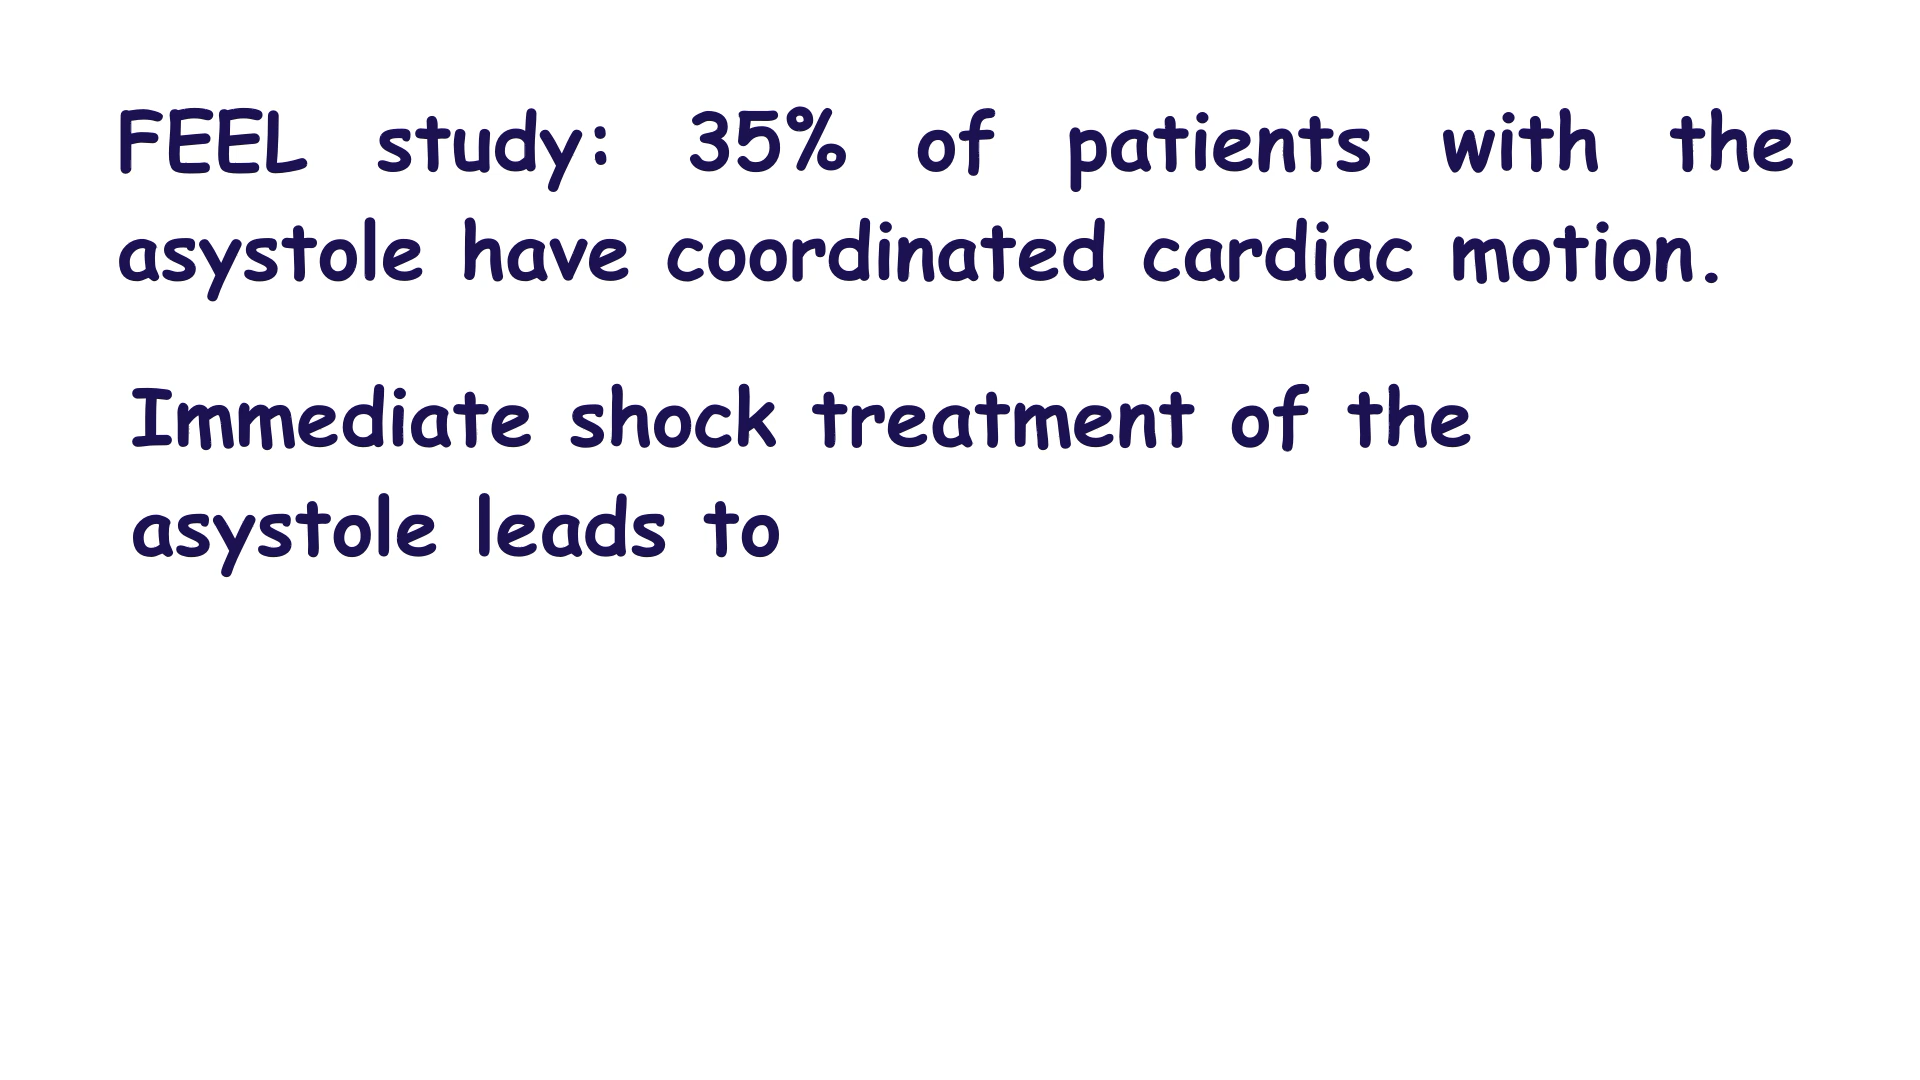 FEEL study: 35% of patients with the
asystole have coordinated cardiac motion.
Immediate shock treatment of the
asystole leads to